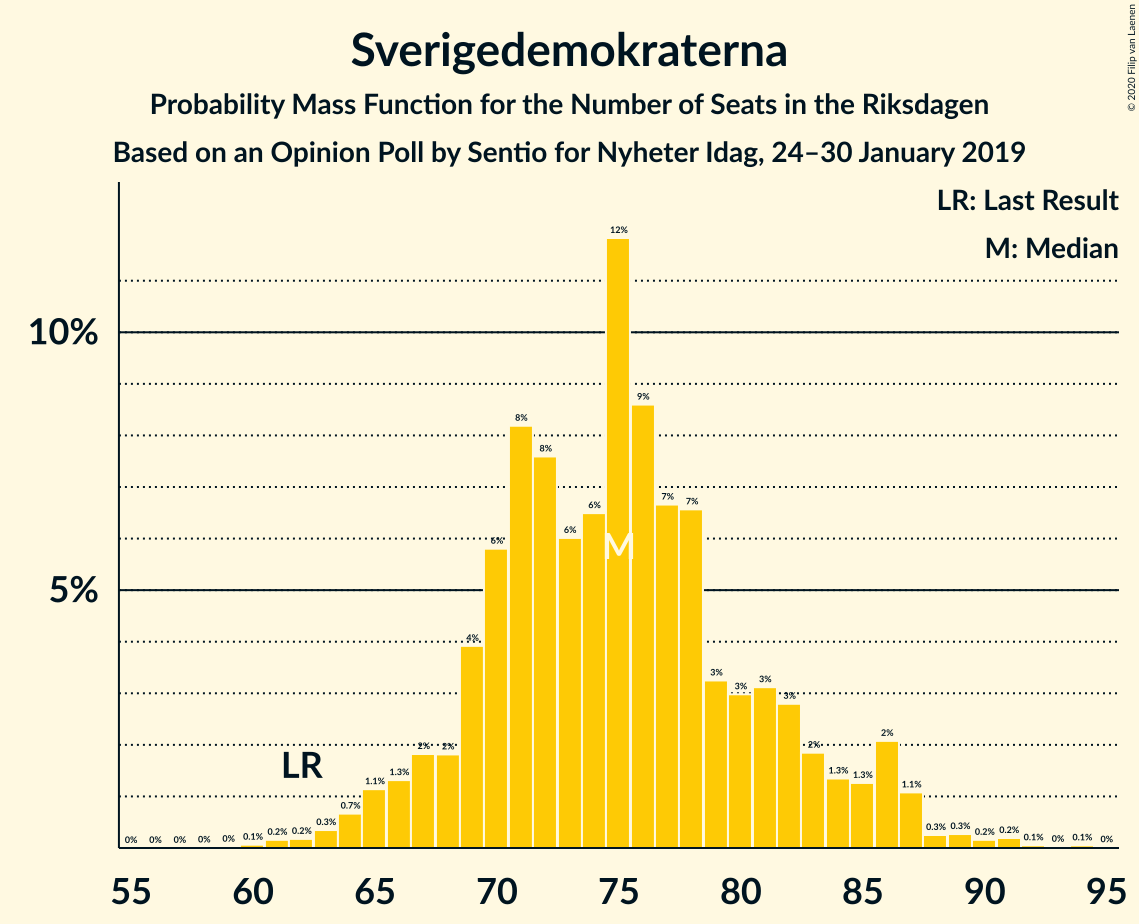 Sverigedemokraterna
Probability Mass Function for the Number of Seats in the Riksdagen
Based on an Opinion Poll by Sentio for Nyheter Idag, 24–30 January 2019
© 2020 Filip van Laenen
LR: Last Result
M: Median
10%
5%
0% 0% 0% 0% 0% 0.1% 0.2% 0.2% 0.3% 0.7% 1.1% 1.3% 2% 2% 4% 6% 8% 8% 6% 6% 12% 9% 7% 7% 3% 3% 3% 3% 2% 1.3% 1.3% 2% 1.1% 0.3% 0.3% 0.2% 0.2% 0.1% 0% 0.1% 0%
LR
M
55 60 65 70 75 80 85 90 95